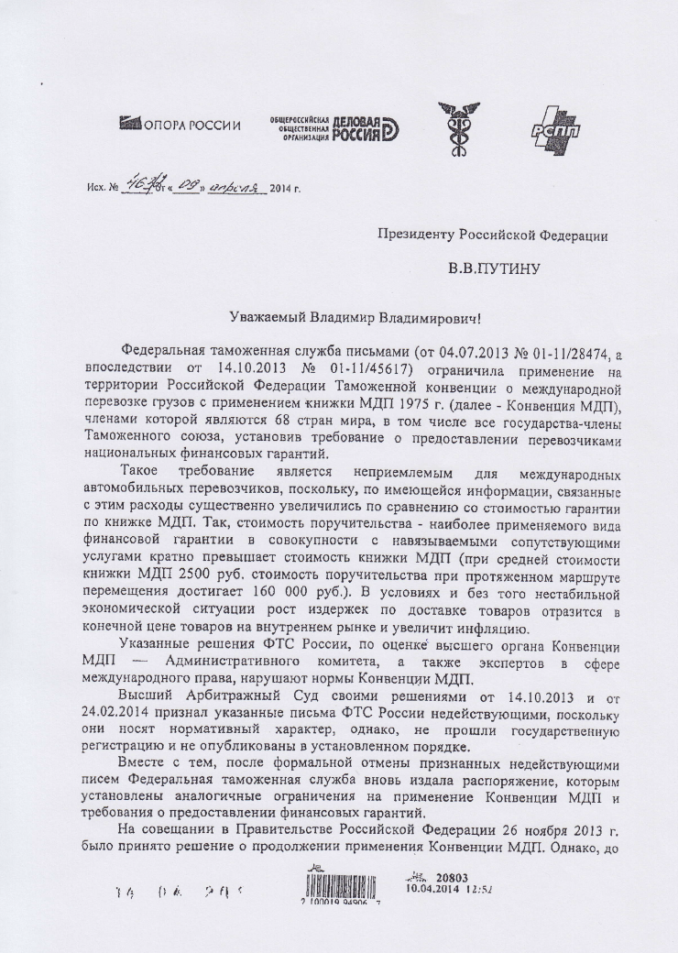 ОПОРА РОССИИ
ОБЩЕРОССИЙСКАЯ
ОБЩЕСТВЕННАЯ
ОРГАНИЗАЦИЯ
ДЕЛОВАЯ
РОССИЯ
РСПП
Исх. № от «09» апреля 2014 г.
Президенту Российской Федерации
В.В.ПУТИНУ
Уважаемый Владимир Владимирович!
Федеральная таможенная служба письмами (от 04.07.2013 № 01-11/28474, а
впоследствии от 14.10.2013 № 01-11/45617) ограничила применение на
территории Российской Федерации Таможенной конвенции о международной
перевозке грузов с применением книжки МДП 1975 г. (далее - Конвенция МДП),
членами которой являются 68 стран мира, в том числе все государства-члены
Таможенного союза, установив требование о предоставлении перевозчиками
национальных финансовых гарантий.
Такое требование является неприемлемым для международных
автомобильных перевозчиков, поскольку, по имеющейся информации, связанные
с этим расходы существенно увеличились по сравнению со стоимостью гарантии
по книжке МДП. Так, стоимость поручительства - наиболее применяемого вида
финансовой гарантии в совокупности с навязываемыми сопутствующими
услугами кратно превышает стоимость книжки МДП (при средней стоимости
книжки МДП 2500 руб. стоимость поручительства при протяженном маршруте
перемещения достигает 160 000 руб.). В условиях и без того нестабильной
экономической ситуации рост издержек по доставке товаров отразится в
конечной цене товаров на внутреннем рынке и увеличит инфляцию.
Указанные решения ФТС России, по оценке высшего органа Конвенции
МДП — Административного комитета, а также экспертов в сфере
международного права, нарушают нормы Конвенции МДП.
Высший Арбитражный Суд своими решениями от 14.10.2013 и от
24.02.2014 признал указанные письма ФТС России недействующими, поскольку
они носят нормативный характер, однако, не прошли государственную
регистрацию и не опубликованы в установленном порядке.
Вместе с тем, после формальной отмены признанных недействующими
писем Федеральная таможенная служба вновь издала распоряжение, которым
установлены аналогичные ограничения на применение Конвенции МДП и
требования о предоставлении финансовых гарантий.
На совещании в Правительстве Российской Федерации 26 ноября 2013 г.
было принято решение о продолжении применения Конвенции МДП. Однако, до
20803
10.04.2014 12:52